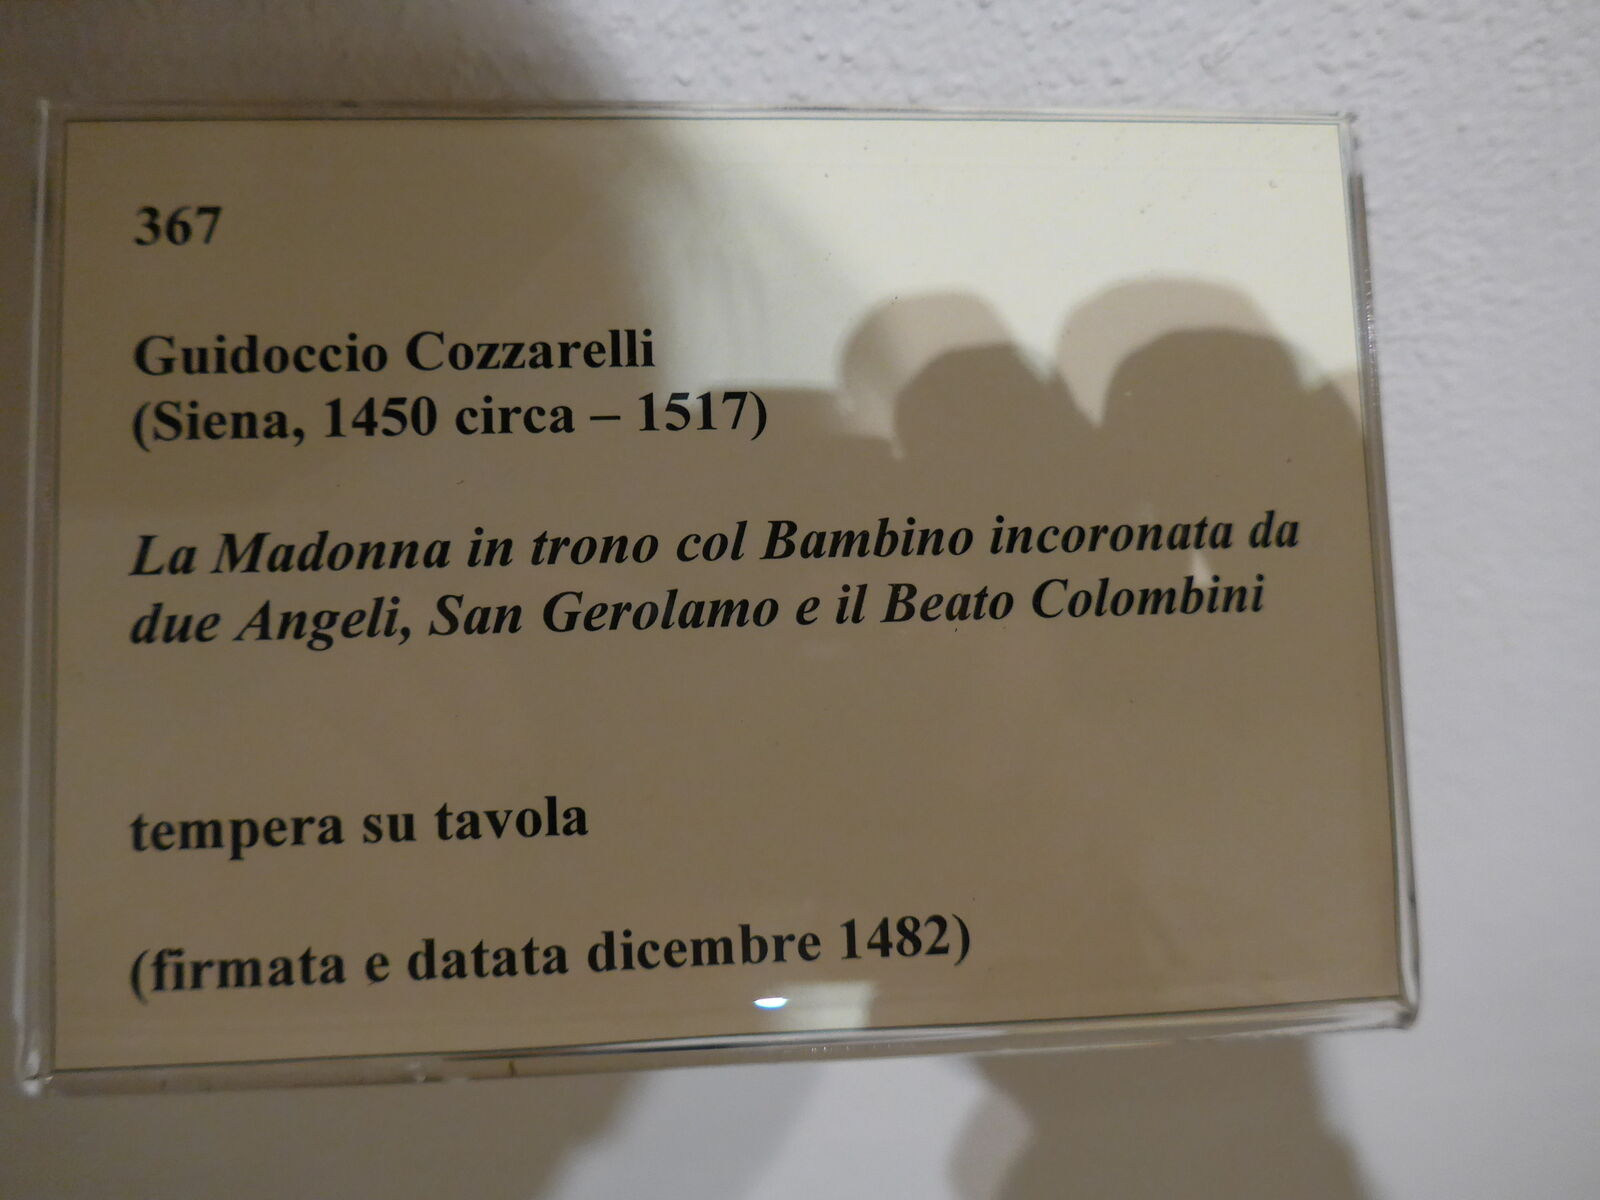 367
Guidoccio Cozzarelli
(Siena, 1450 circa – 1517)
La Madonna in trono col Bambino incoronata da
due Angeli, San Gerolamo e il Beato Colombini
tempera su tavola
(firmata e datata dicembre 1482)